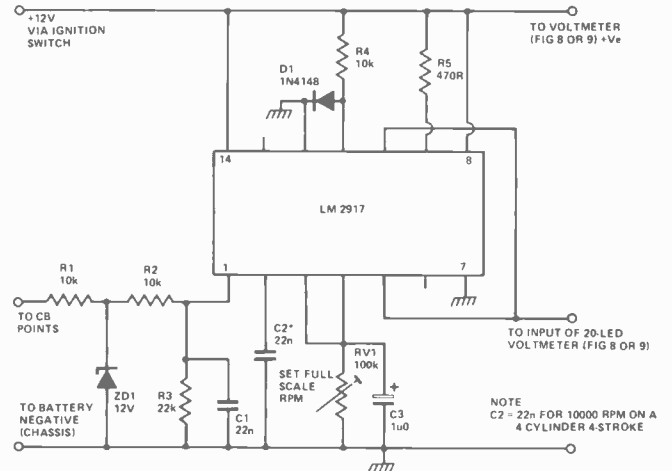 +12V
VIA IGNITION
SWITCH
TO VOLTMETER
(FIG 8 OR 9) +Ve
R4
10k
R5
470R
D1
1N4148
14
8
LM 2917
1
7
R1
10k
R2
10k
TO CB
POINTS
C2*
22n
SET FULL
SCALE
RPM
RV1
100k
TO INPUT OF 20-LED
VOLTMETER (FIG 8 OR 9)
ZD1
12V
R3
22k
C1
22n
+
C3
1u0
TO BATTERY
NEGATIVE
(CHASSIS)
NOTE
C2 = 22n FOR 10000 RPM ON A
4 CYLINDER 4-STROKE